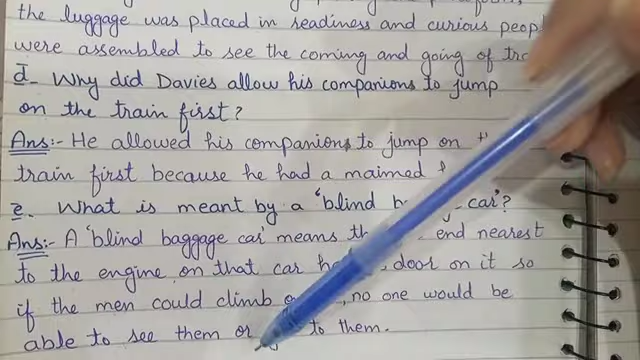 the luggage was placed in readiness and curious peop
were assembled to see the coming and going of tra
d- Why did Davies allow his companions to jump
on the train first?
Ans:- He allowed his companions to jump on
train first because he had a maimed
e. What is meant by a 'blind car'?
Ans:- A 'blind baggage car' means end nearest
to the engine on that car door on it so
if the men could climb no one would be
able to see them or to them.